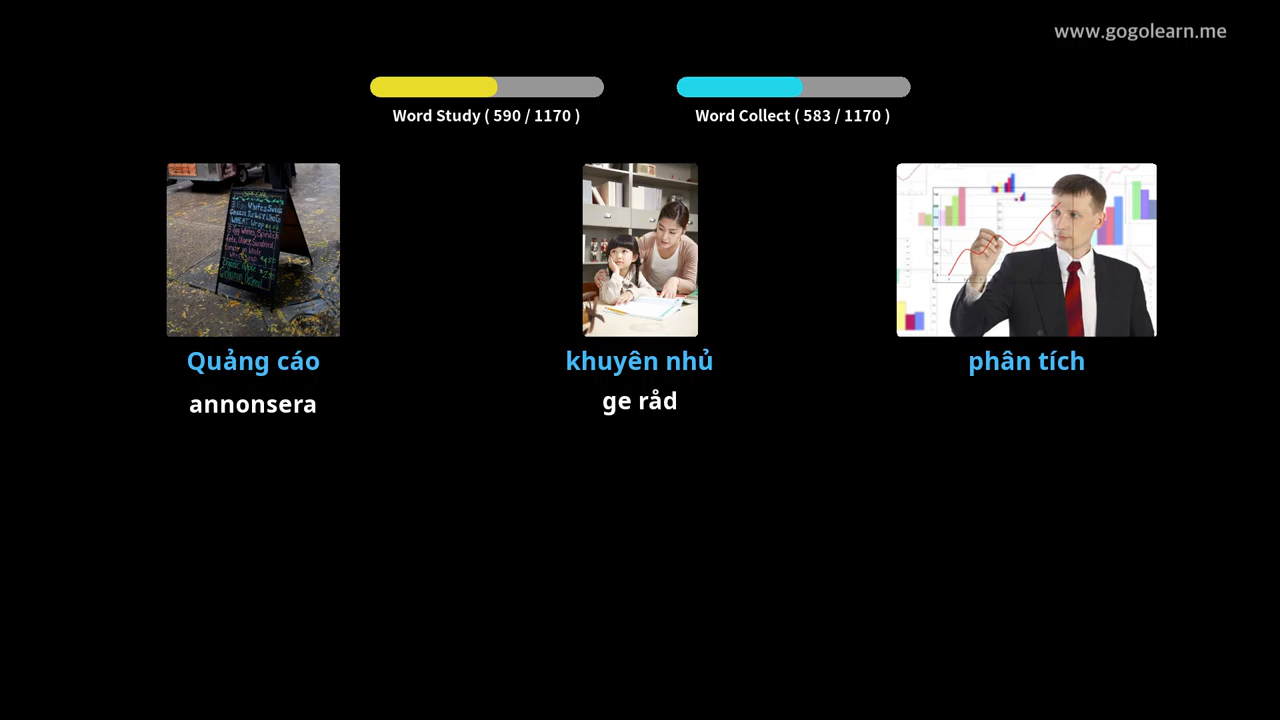 www.gogolearn.me
Word Study ( 590 / 1170 )
Word Collect ( 583 / 1170 )
Quảng cáo
annonsera
khuyên nhủ
ge råd
phân tích